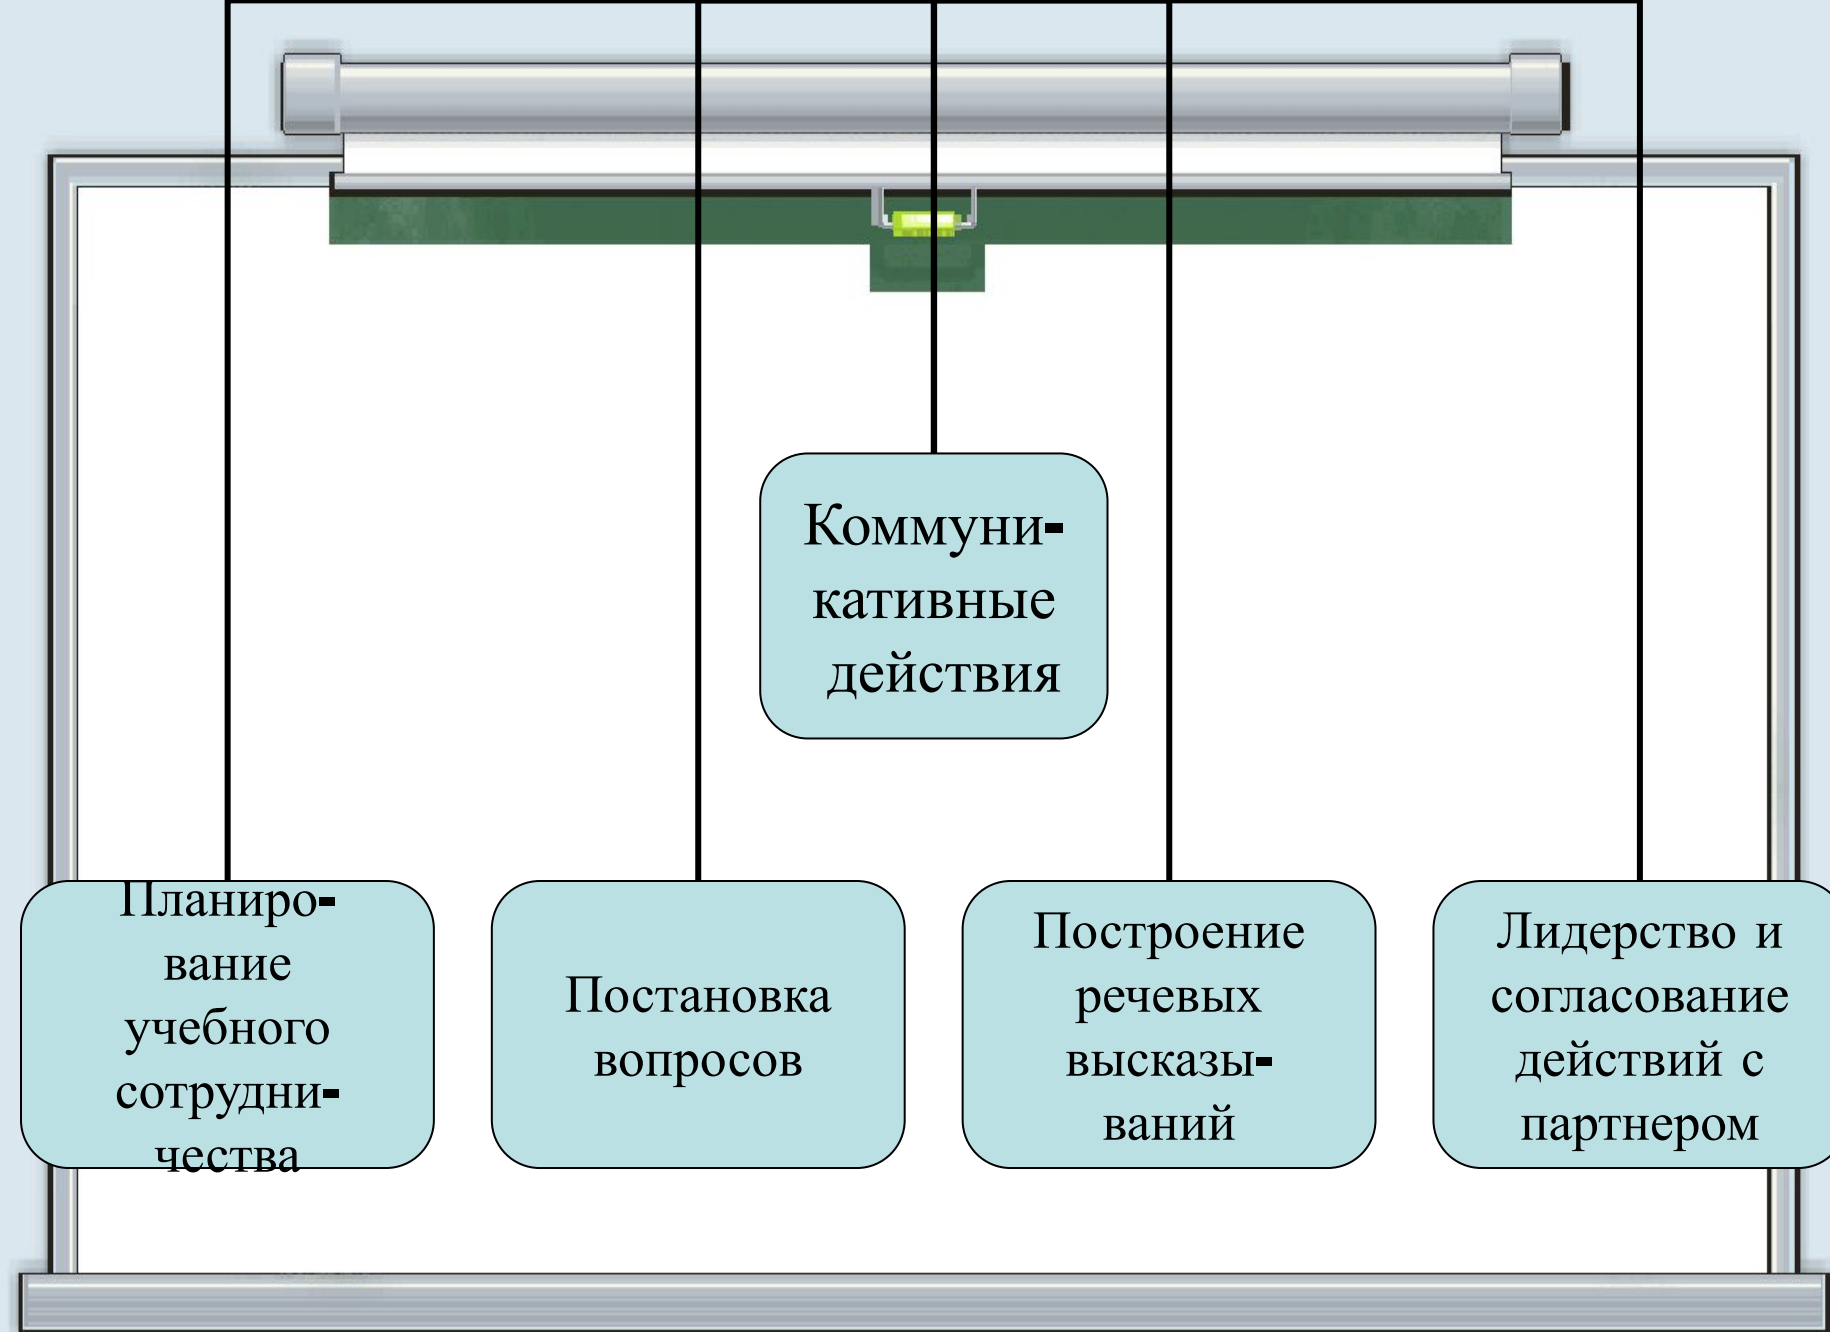 Коммуни-
кативные
действия
Планиро-
вание
учебного
сотрудни-
чества
Постановка
вопросов
Построение
речевых
высказы-
ваний
Лидерство и
согласование
действий с
партнером